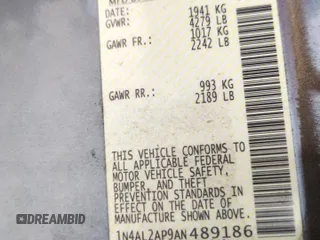 DATE: 1941 KG
GVWR: 4279 LB
GAWR FR.: 1017 KG
2242 LB
GAWR RR.: 993 KG
2189 LB
THIS VEHICLE CONFORMS TO
ALL APPLICABLE FEDERAL
MOTOR VEHICLE SAFETY,
BUMPER, AND THEFT
PREVENTION STANDARDS IN
EFFECT ON THE DATE OF
MANUFACTURE SHOWN ABOVE.
1N4AL2AP9AN489186
DREAMBID